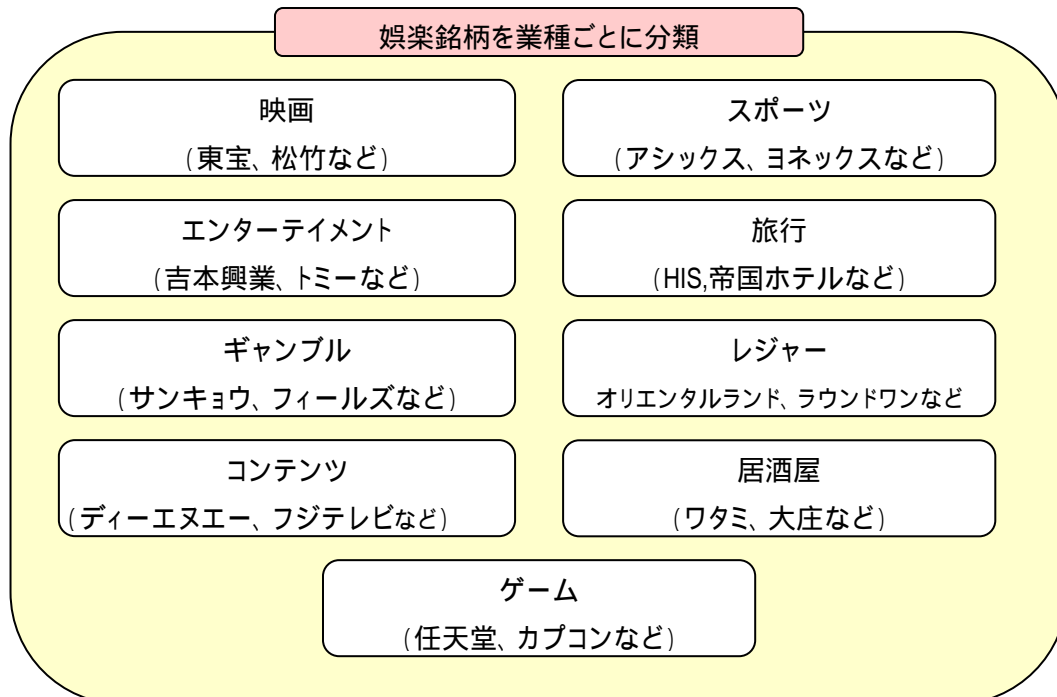 娯楽銘柄を業種ごとに分類
映画
(東宝、松竹など)
スポーツ
(アシックス、ヨネックスなど)
エンターテイメント
(吉本興業、トミーなど)
旅行
(HIS,帝国ホテルなど)
ギャンブル
(サンキョウ、フィールズなど)
レジャー
オリエンタルランド、ラウンドワンなど
コンテンツ
(ディーエヌエー、フジテレビなど)
居酒屋
(ワタミ、大庄など)
ゲーム
(任天堂、カプコンなど)